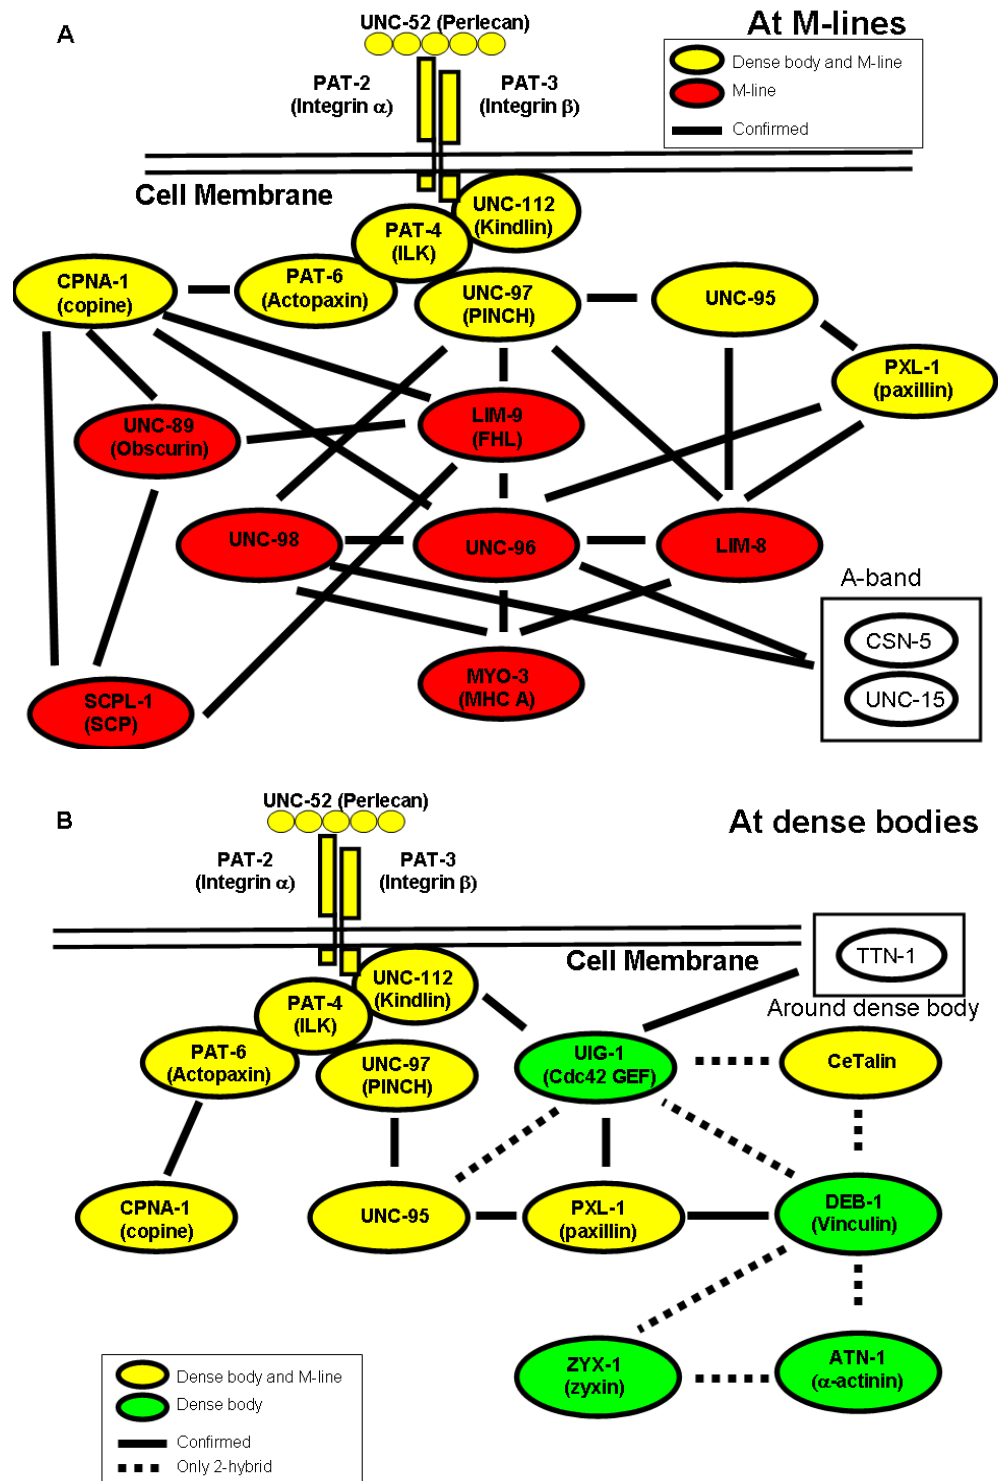 A
UNC-52 (Perlecan)
At M-lines
Dense body and M-line
M-line
Confirmed
PAT-2
(Integrin α)
PAT-3
(Integrin β)
Cell Membrane
UNC-112
(Kindlin)
PAT-4
(ILK)
CPNA-1
(copine)
PAT-6
(Actopaxin)
UNC-97
(PINCH)
UNC-95
PXL-1
(paxillin)
UNC-89
(Obscurin)
LIM-9
(FHL)
UNC-98
UNC-96
LIM-8
A-band
CSN-5
UNC-15
MYO-3
(MHC A)
SCPL-1
(SCP)
B
UNC-52 (Perlecan)
At dense bodies
PAT-2
(Integrin α)
PAT-3
(Integrin β)
Cell Membrane
TTN-1
Around dense body
UNC-112
(Kindlin)
PAT-4
(ILK)
PAT-6
(Actopaxin)
UNC-97
(PINCH)
UIG-1
(Cdc42 GEF)
CeTalin
CPNA-1
(copine)
UNC-95
PXL-1
(paxillin)
DEB-1
(Vinculin)
ZYX-1
(zyxin)
ATN-1
(α-actinin)
Dense body and M-line
Dense body
Confirmed
Only 2-hybrid